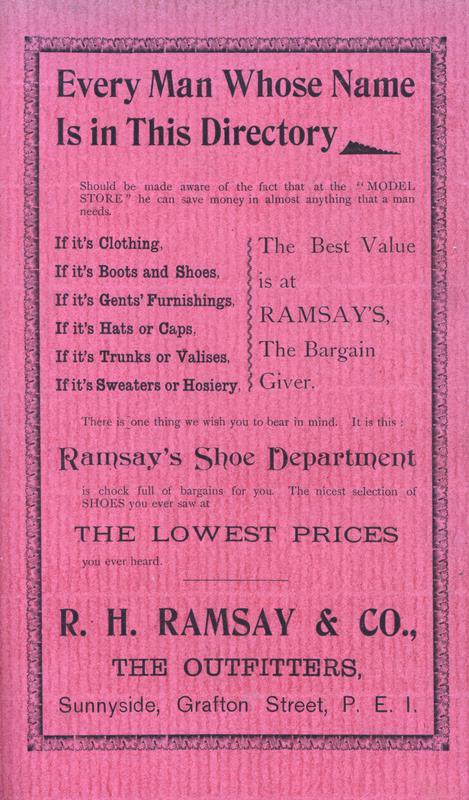 Every Man Whose Name
Is in This Directory
Should be made aware of the fact that at the "MODEL
STORE" he can save money in almost anything that a man
needs.
If it's Clothing,
If it's Boots and Shoes,
If it's Gents' Furnishings,
If it's Hats or Caps,
If it's Trunks or Valises,
If it's Sweaters or Hosiery,
The Best Value
is at
RAMSAY'S,
The Bargain
Giver.
There is one thing we wish you to bear in mind. It is this :
Ramsay's Shoe Department
is chock full of bargains for you. The nicest selection of
SHOES you ever saw at
THE LOWEST PRICES
you ever heard.
R. H. RAMSAY & CO.,
THE OUTFITTERS,
Sunnyside, Grafton Street, P. E. I.